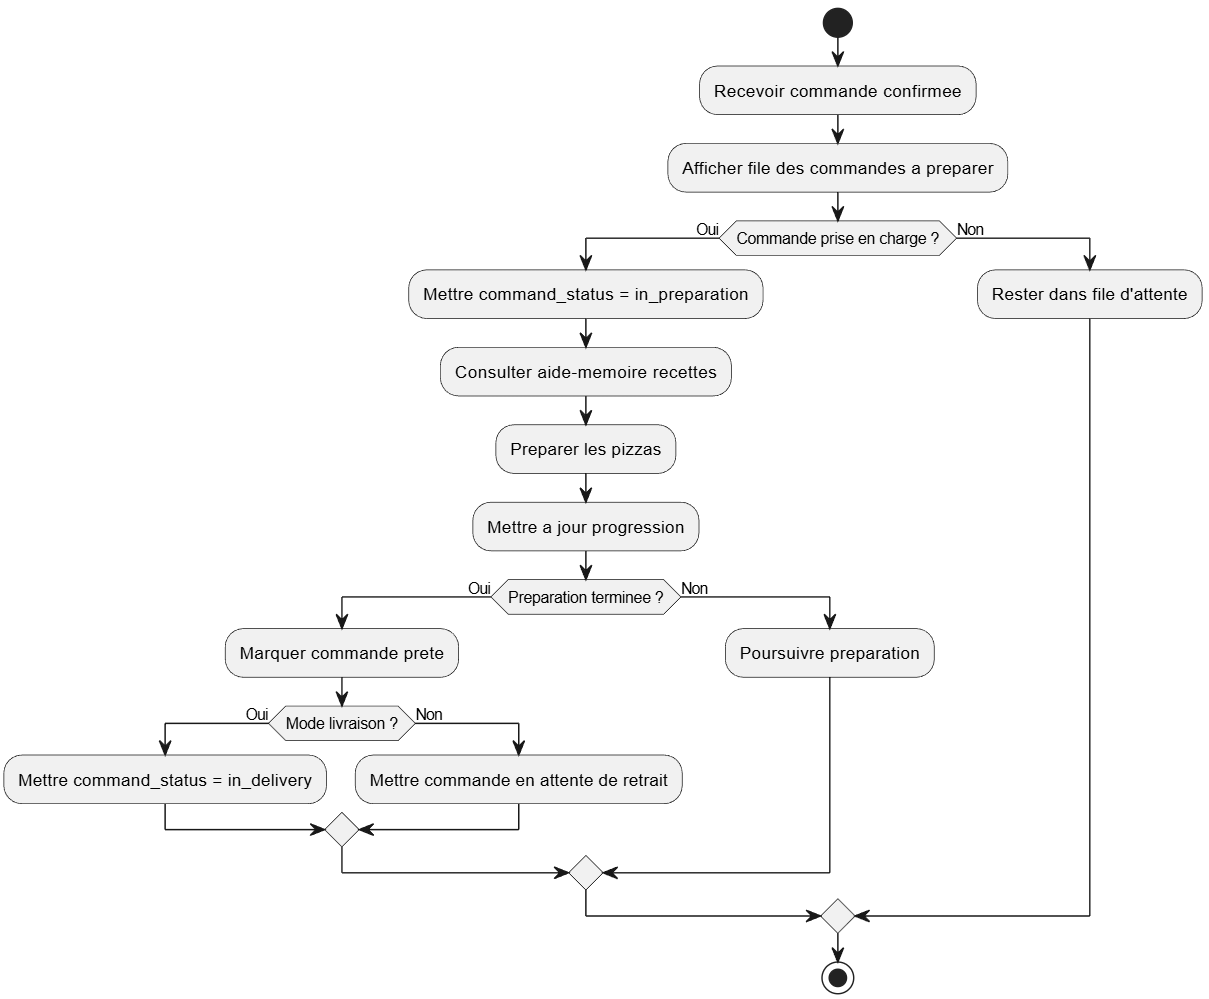 Recevoir commande confirmee
Afficher file des commandes a preparer
Oui
Commande prise en charge ?
Non
Mettre command_status = in_preparation
Rester dans file d'attente
Consulter aide-memoire recettes
Preparer les pizzas
Mettre a jour progression
Oui
Preparation terminee ?
Non
Marquer commande prete
Poursuivre preparation
Oui
Mode livraison ?
Non
Mettre command_status = in_delivery
Mettre commande en attente de retrait